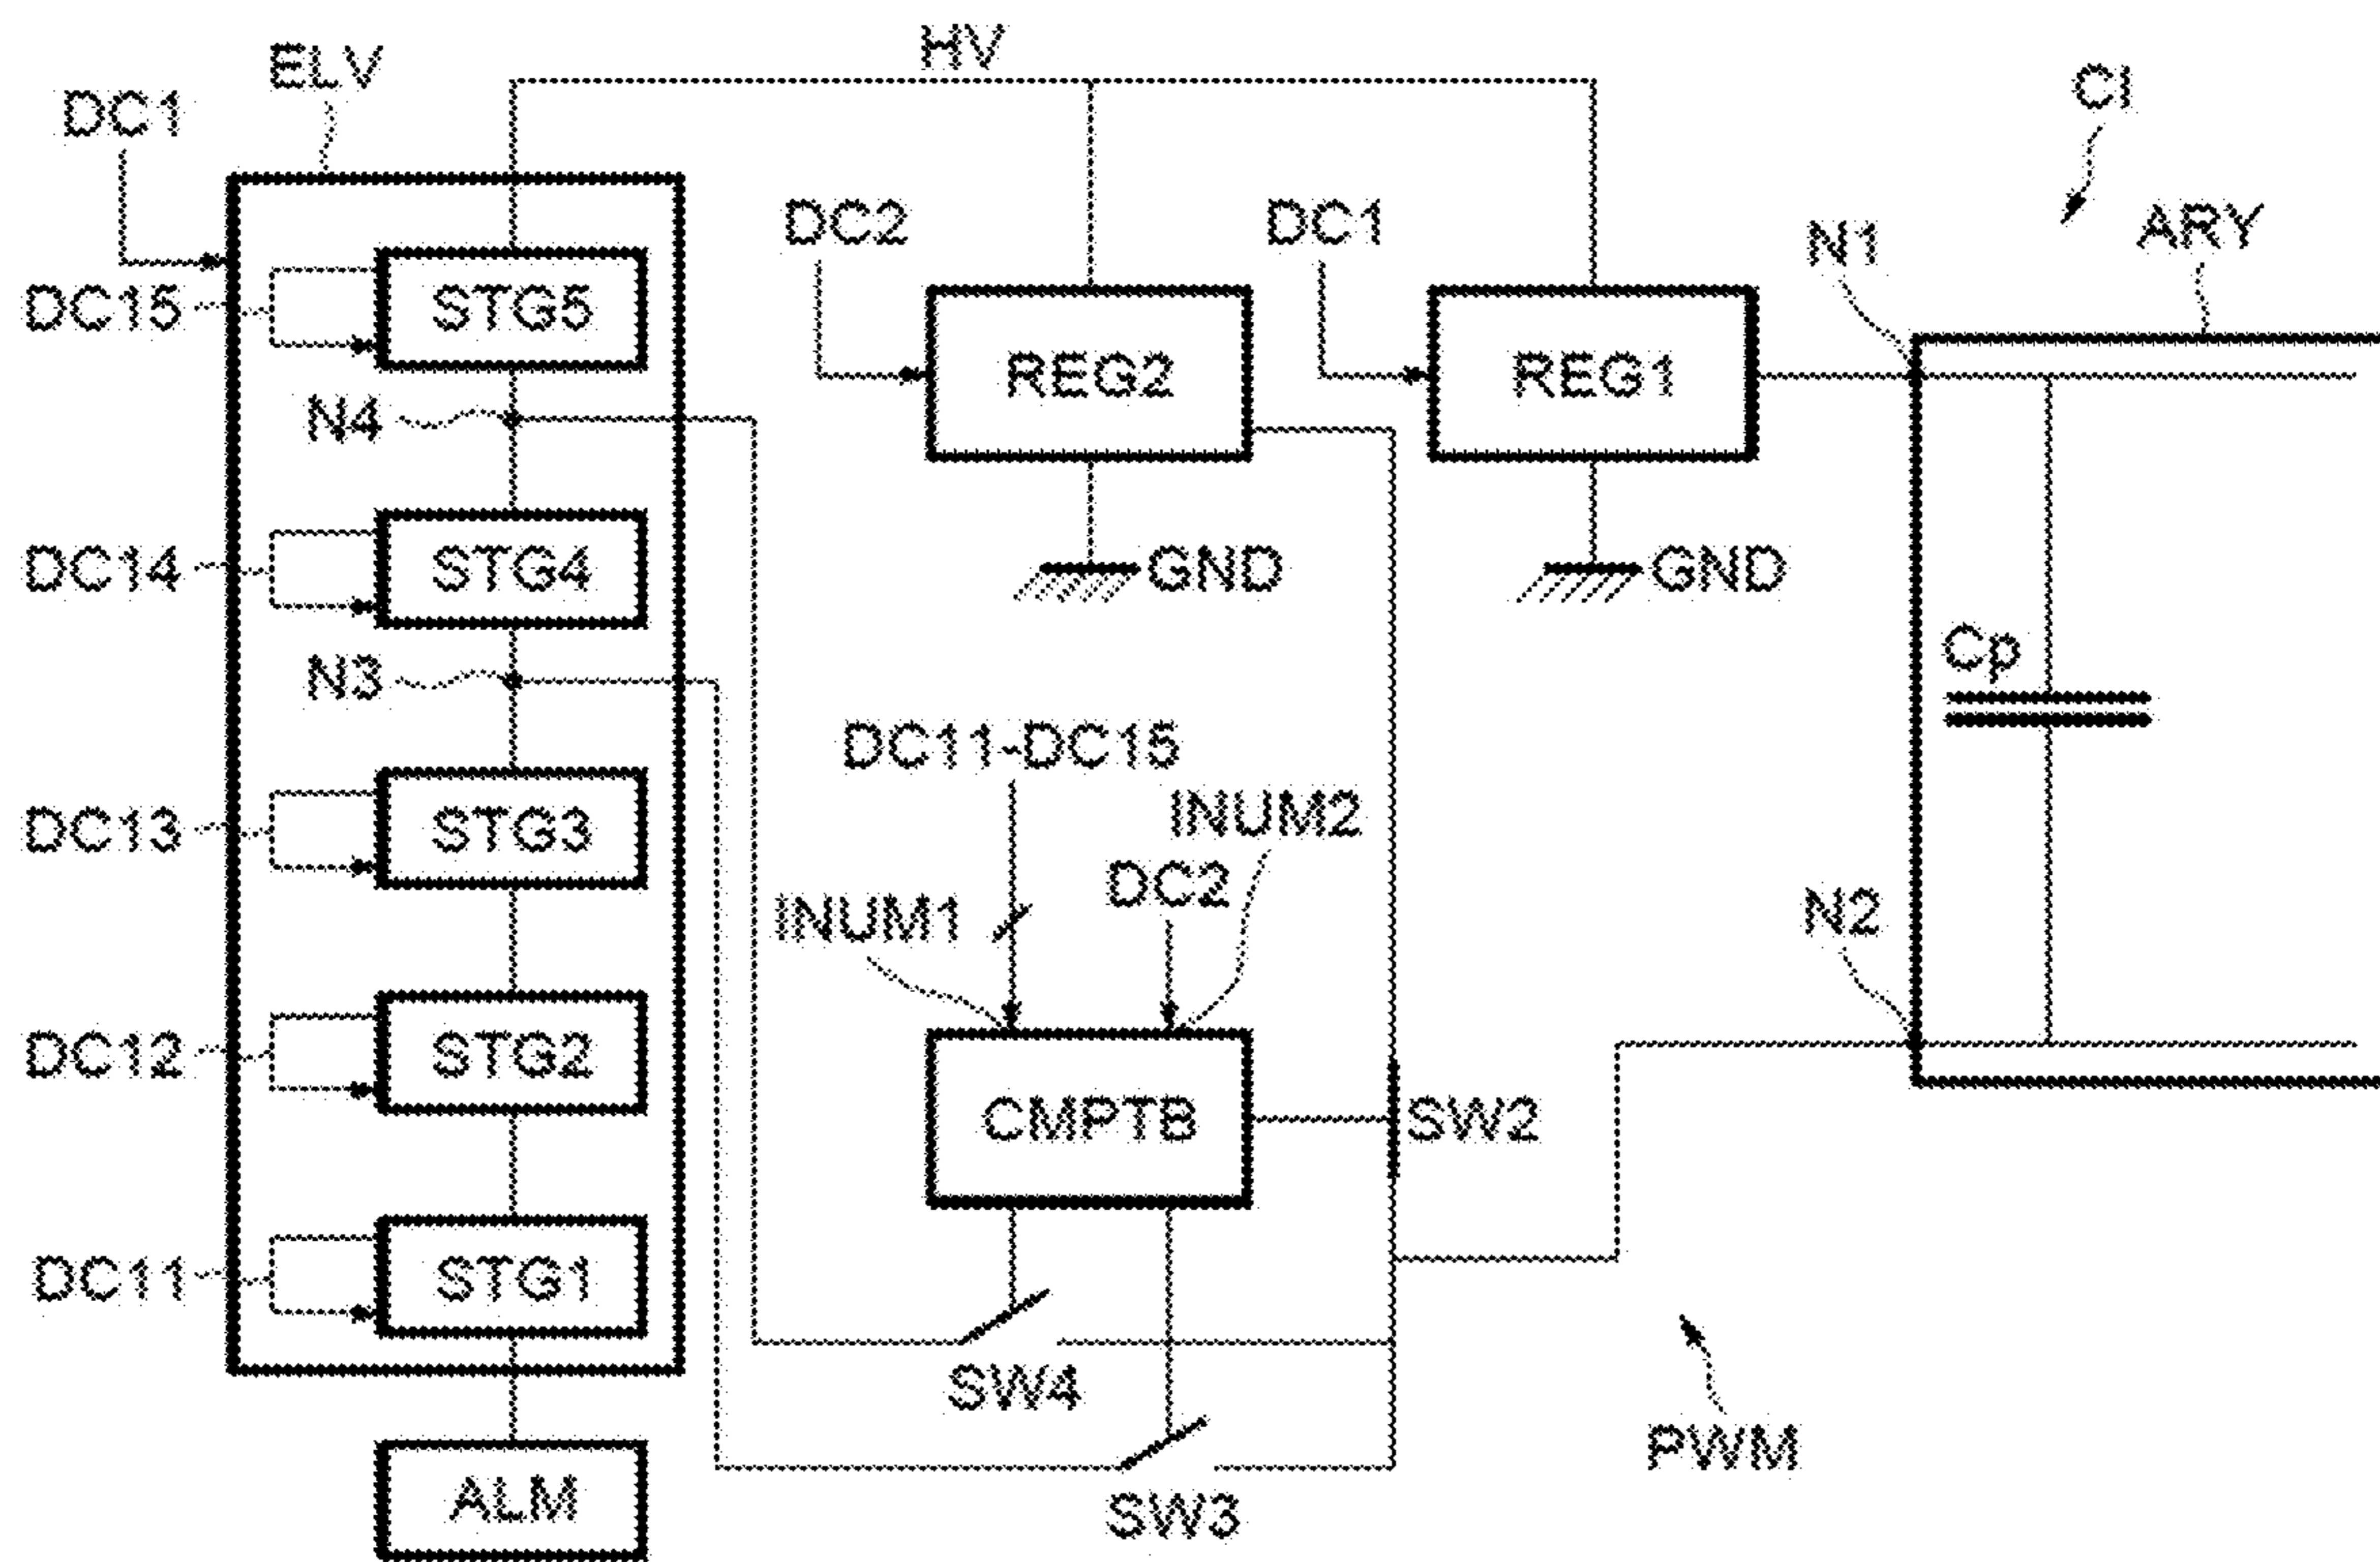 HV
ELV
CI
DC1
DC2
DC1
N1
ARY
DC15
STG5
REG2
REG1
N4
DC14
STG4
GND
GND
N3
Cp
DC11-DC15
INUM2
DC13
STG3
DC2
INUM1
N2
DC12
STG2
CMPTB
SW2
DC11
STG1
SW4
PWM
ALM
SW3